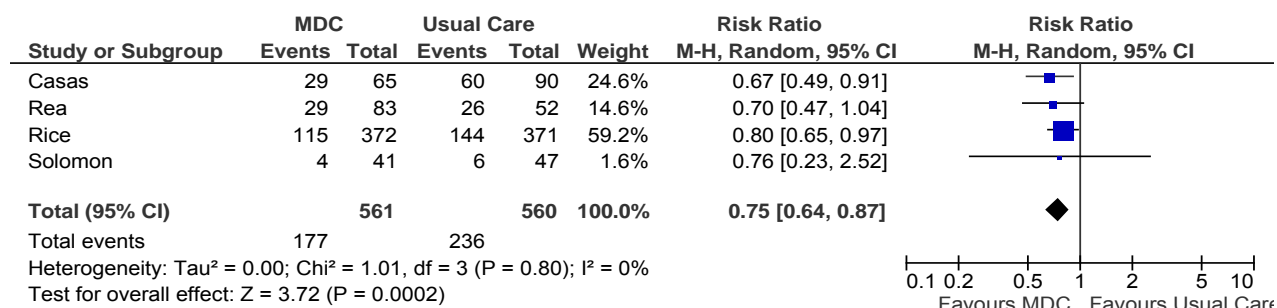 MDC Usual Care Risk Ratio Risk Ratio
Study or Subgroup Events Total Events Total Weight M-H, Random, 95% CI M-H, Random, 95% CI
Casas 29 65 60 90 24.6% 0.67 [0.49, 0.91]
Rea 29 83 26 52 14.6% 0.70 [0.47, 1.04]
Rice 115 372 144 371 59.2% 0.80 [0.65, 0.97]
Solomon 4 41 6 47 1.6% 0.76 [0.23, 2.52]
Total (95% CI) 561 560 100.0% 0.75 [0.64, 0.87]
Total events 177 236
Heterogeneity: Tau² = 0.00; Chi² = 1.01, df = 3 (P = 0.80); I² = 0%
Test for overall effect: Z = 3.72 (P = 0.0002)
0.1 0.2 0.5 1 2 5 10
Favours MDC Favours Usual Care